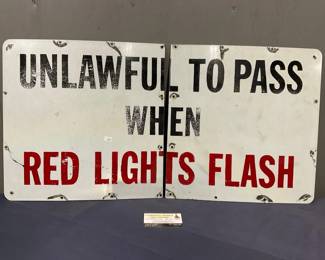 UNLAWFUL TO PASS
WHEN
RED LIGHTS FLASH